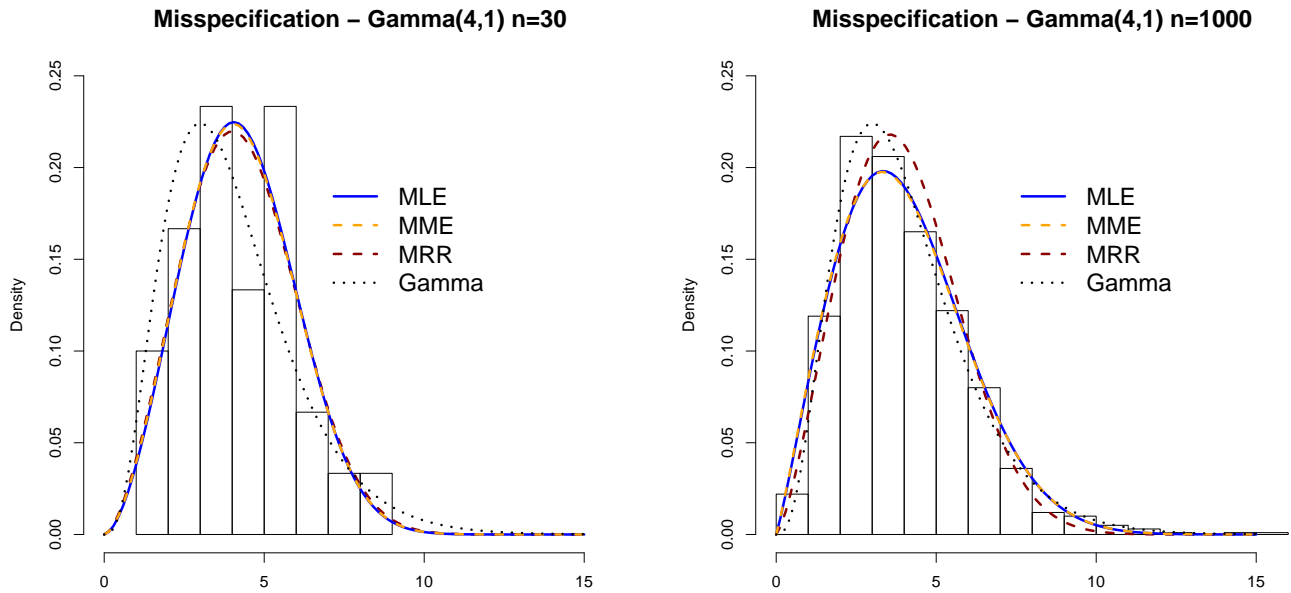 Misspecification – Gamma(4,1) n=30
Density
0.00
0.05
0.10
0.15
0.20
0.25
0
5
10
15
MLE
MME
MRR
Gamma
Misspecification – Gamma(4,1) n=1000
Density
0.00
0.05
0.10
0.15
0.20
0.25
0
5
10
15
MLE
MME
MRR
Gamma